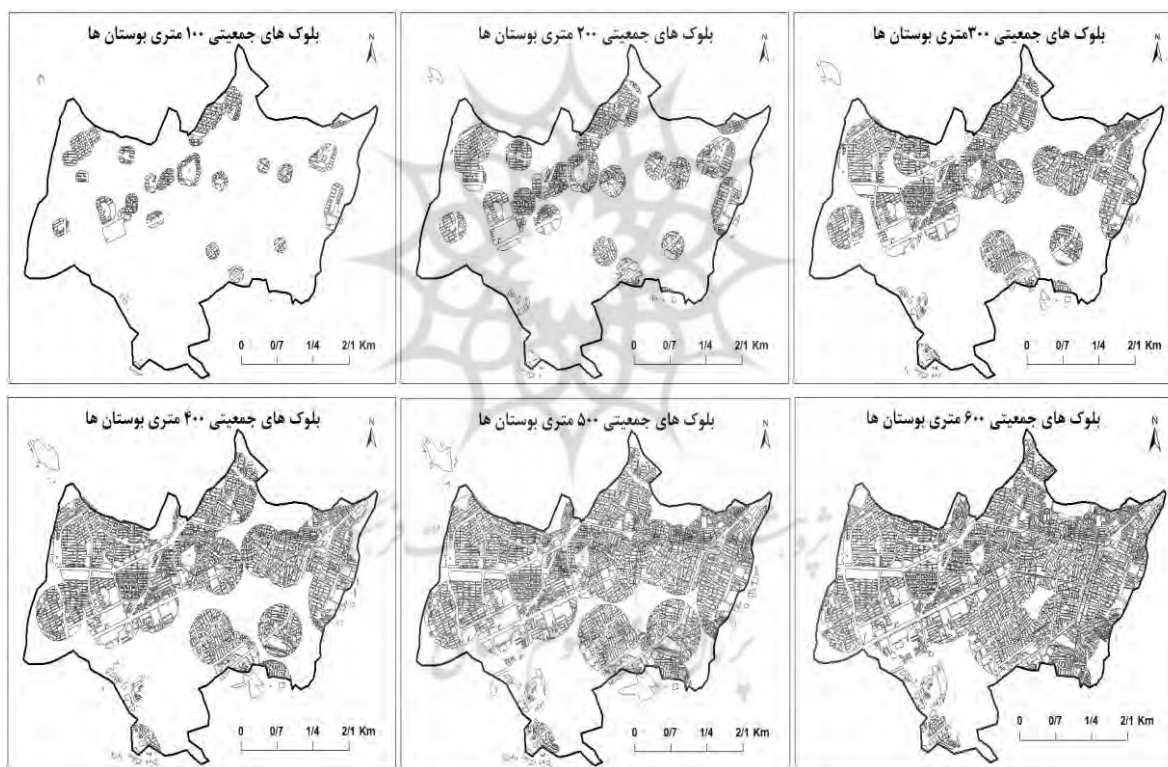 بلوک های جمعیتی ۱۰۰ متری بوستان ها
N
0 0/7 1/4 2/1 Km
بلوک های جمعیتی ۲۰۰ متری بوستان ها
N
0 0/7 1/4 2/1 Km
بلوک های جمعیتی ۳۰۰متری بوستان ها
N
0 0/7 1/4 2/1 Km
بلوک های جمعیتی ۴۰۰ متری بوستان ها
N
0 0/7 1/4 2/1 Km
بلوک های جمعیتی ۵۰۰ متری بوستان ها
N
0 0/7 1/4 2/1 Km
بلوک های جمعیتی ۶۰۰ متری بوستان ها
N
0 0/7 1/4 2/1 Km